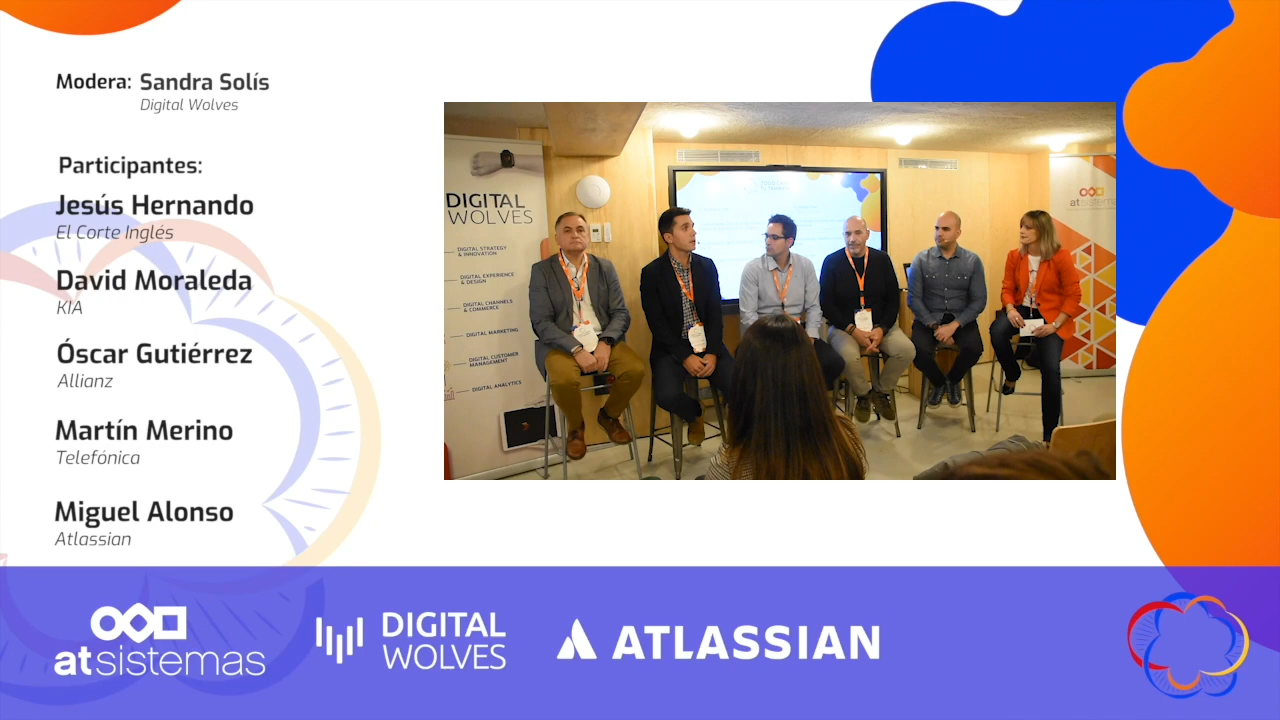 Modera: Sandra Solís
Digital Wolves
Participantes:
Jesús Hernando
El Corte Inglés
David Moraleda
KIA
Óscar Gutiérrez
Allianz
Martín Merino
Telefónica
Miguel Alonso
Atlassian
DIGITAL
WOLVES
DIGITAL STRATEGY
& INNOVATION
DIGITAL EXPERIENCE
& DESIGN
DIGITAL CHANNELS
& COMMERCE
DIGITAL MARKETING
DIGITAL CUSTOMER
MANAGEMENT
DIGITAL ANALYTICS
atsistemas
atsistemas
DIGITAL
WOLVES
ATLASSIAN